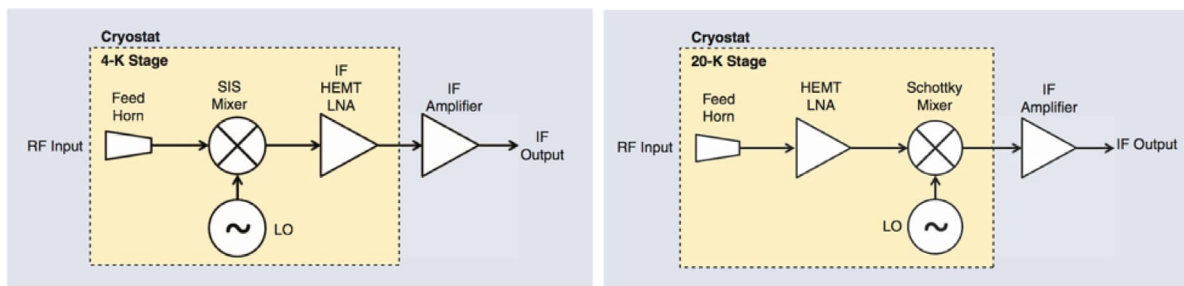 Cryostat
4-K Stage
Feed
Horn
SIS
Mixer
IF
HEMT
LNA
IF
Amplifier
RF Input
IF
Output
LO
Cryostat
20-K Stage
Feed
Horn
HEMT
LNA
Schottky
Mixer
IF
Amplifier
RF Input
IF Output
LO